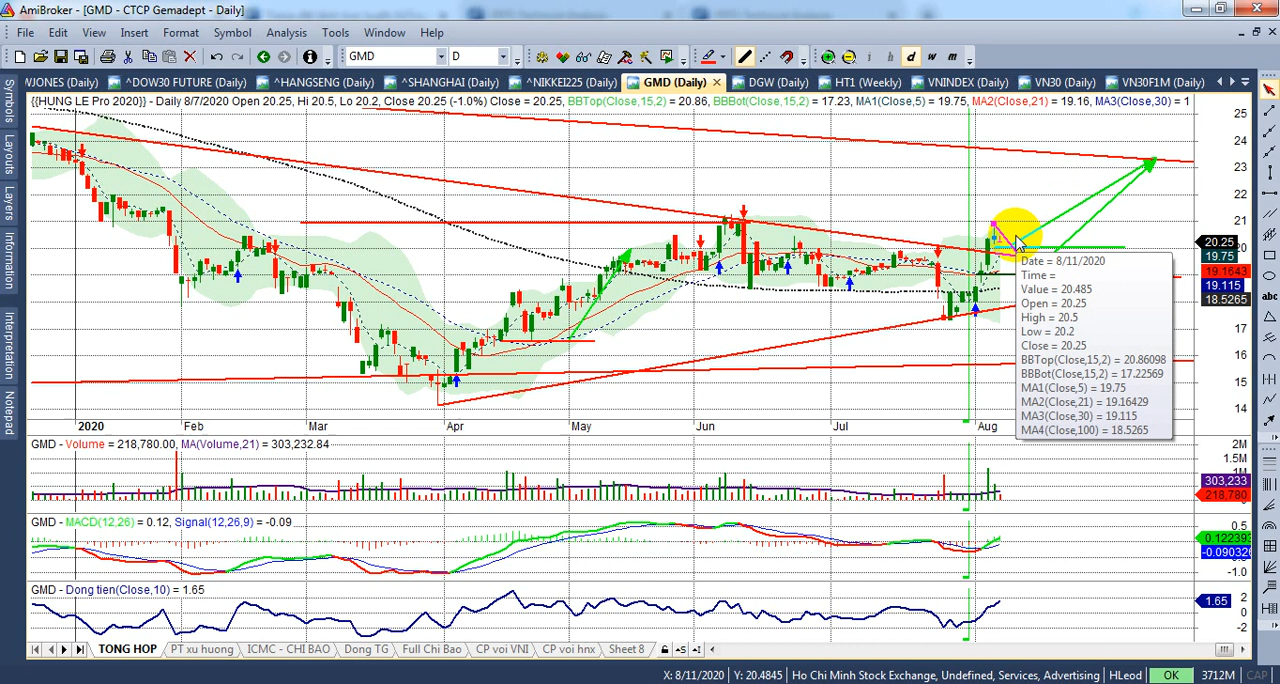 AmiBroker - [GMD - CTCP Gemadept - Daily]
File Edit View Insert Format Symbol Analysis Tools Window Help
GMD D i h i d w m
VJONES (Daily) ^DOW30 FUTURE (Daily) ^HANGSENG (Daily) ^SHANGHAI (Daily) ^NIKKEI225 (Daily) GMD (Daily) DGW (Daily) HT1 (Weekly) VNINDEX (Daily) VN30 (Daily) VN30F1M (Daily)
Symbols
Layouts
Layers
Information
Interpretation
Notepad
{{HUNG LE Pro 2020}} - Daily 8/7/2020 Open 20.25, Hi 20.5, Lo 20.2, Close 20.25 (-1.0%) Close = 20.25, BBTop(Close,15,2) = 20.86, BBBot(Close,15,2) = 17.23, MA1(Close,5) = 19.75, MA2(Close,21) = 19.16, MA3(Close,30) = 1
25
24
23
22
21
20
17
16
15
14
20.25
19.75
19.1643
19.115
18.5265
Date = 8/11/2020
Time =
Value = 20.485
Open = 20.25
High = 20.5
Low = 20.2
Close = 20.25
BBTop(Close,15,2) = 20.86098
BBBot(Close,15,2) = 17.22569
MA1(Close,5) = 19.75
MA2(Close,21) = 19.16429
MA3(Close,30) = 19.115
MA4(Close,100) = 18.5265
2020 Feb Mar Apr May Jun Jul Aug
GMD - Volume = 218,780.00, MA(Volume,21) = 303,232.84
2M
1.5M
1M
303,233
218,780
GMD - MACD(12,26) = 0.12, Signal(12,26,9) = -0.09
0.5
0.122393
-0.090326
-1.0
GMD - Dong tien(Close,10) = 1.65
2
1.65
0
-2
TONG HOP PT xu huong ICMC - CHI BAO Dong TG Full Chi Bao CP voi VNI CP voi hnx Sheet 8
X: 8/11/2020 Y: 20.4845 Ho Chi Minh Stock Exchange, Undefined, Services, Advertising HLeod OK 3712M CAP
abc